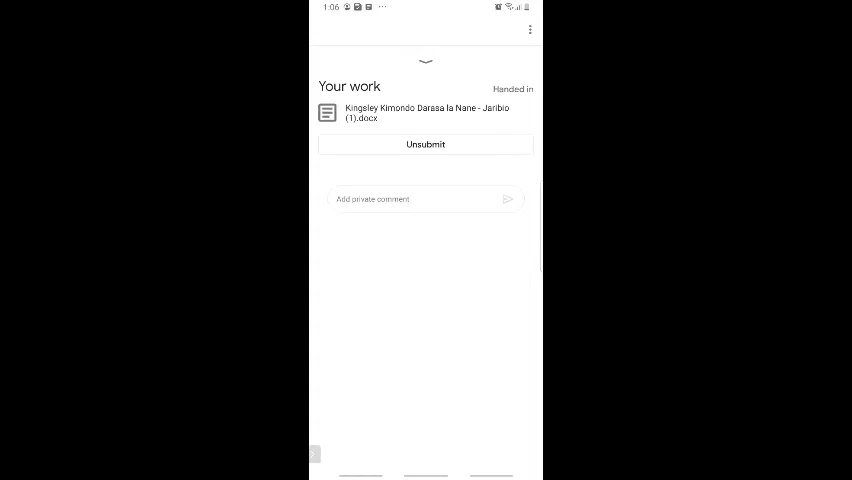 1:06
Your work
Handed in
Kingsley Kimondo Darasa la Nane - Jaribio
(1).docx
Unsubmit
Add private comment